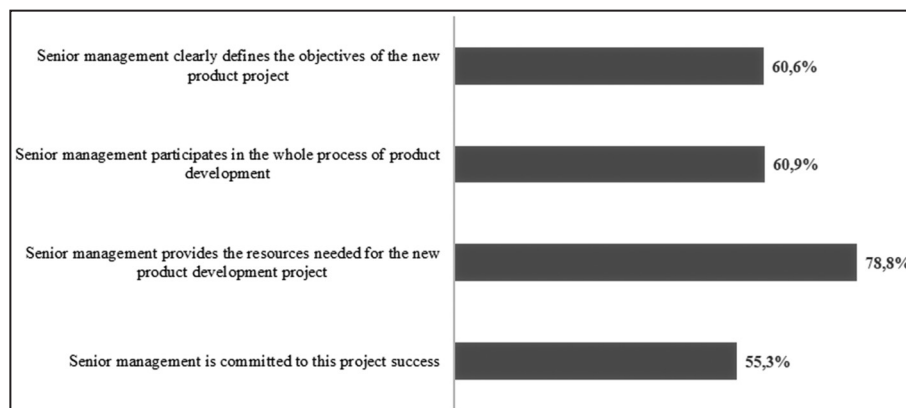 Senior management clearly defines the objectives of the new
product project
60,6%
Senior management participates in the whole process of product
development
60,9%
Senior management provides the resources needed for the new
product development project
78,8%
Senior management is committed to this project success
55,3%